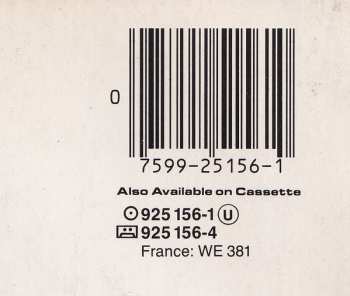 0
7599-25156-1
Also Available on Cassette
925 156-1 U
925 156-4
France: WE 381